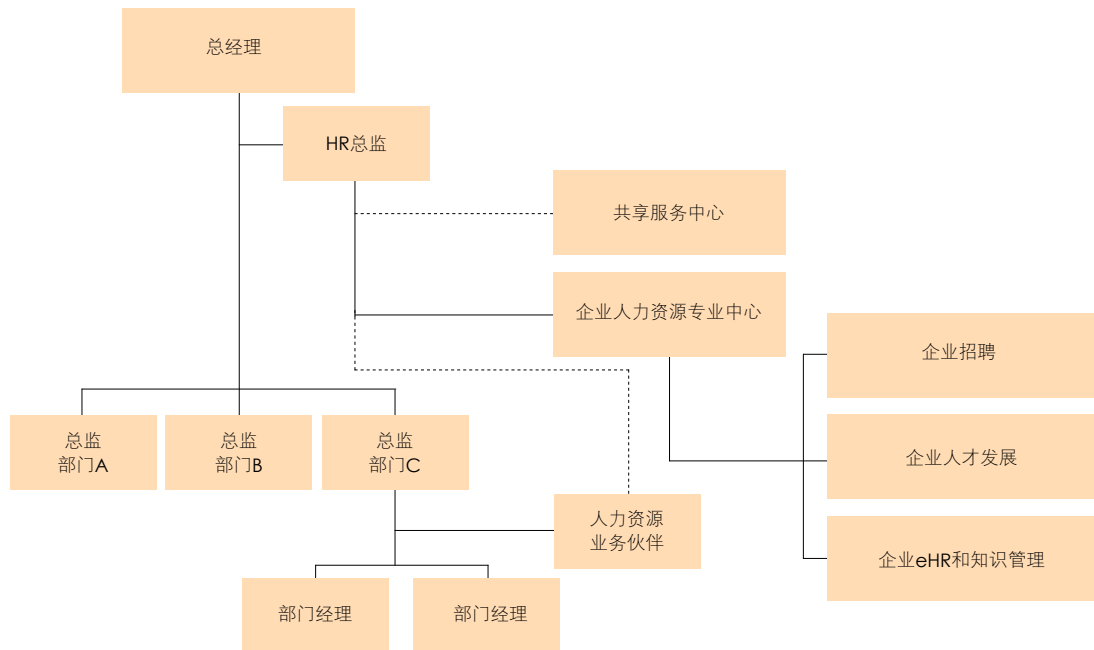 总经理
HR总监
共享服务中心
企业人力资源专业中心
企业招聘
总监
部门A
总监
部门B
总监
部门C
企业人才发展
人力资源
业务伙伴
企业eHR和知识管理
部门经理
部门经理